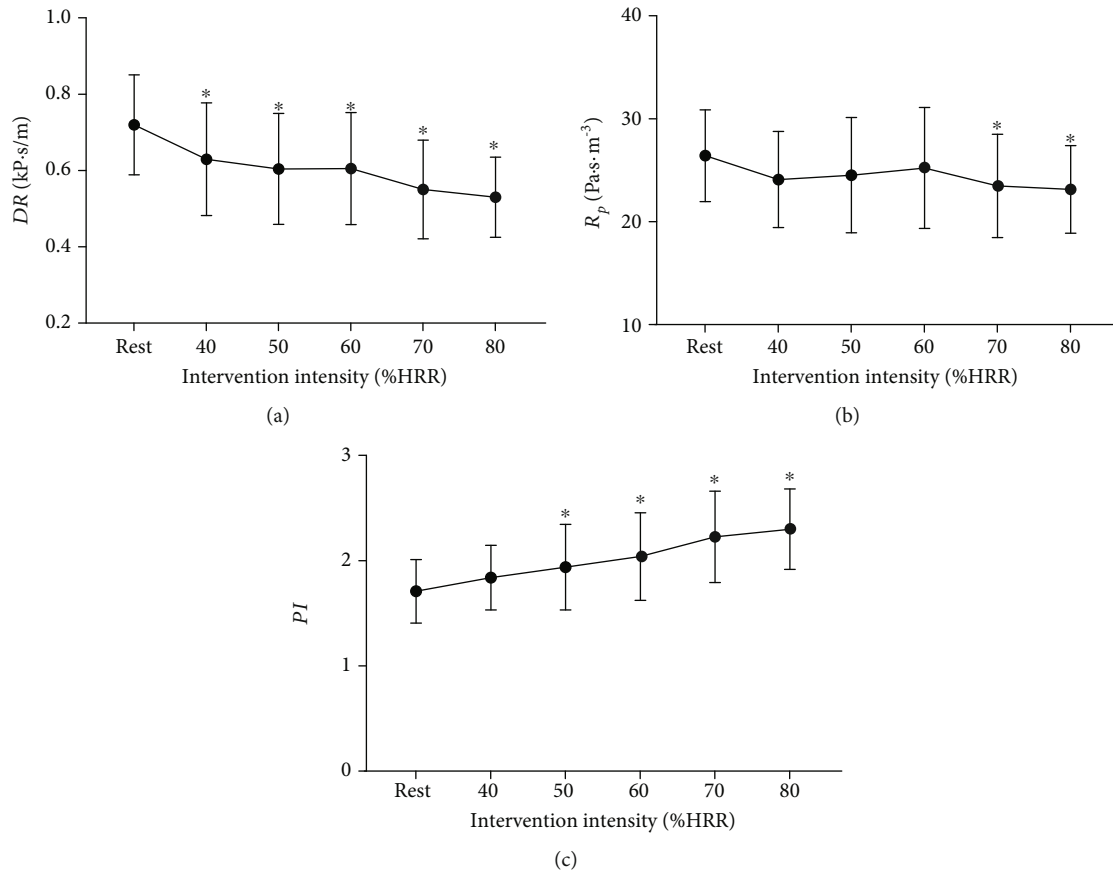 1.0
0.8
0.6
0.4
0.2
DR (kP·s/m)
* * * * *
Rest 40 50 60 70 80
Intervention intensity (%HRR)
(a)
40
30
20
10
R_p (Pa·s·m⁻³)
* *
Rest 40 50 60 70 80
Intervention intensity (%HRR)
(b)
3
2
1
0
PI
* * * *
Rest 40 50 60 70 80
Intervention intensity (%HRR)
(c)